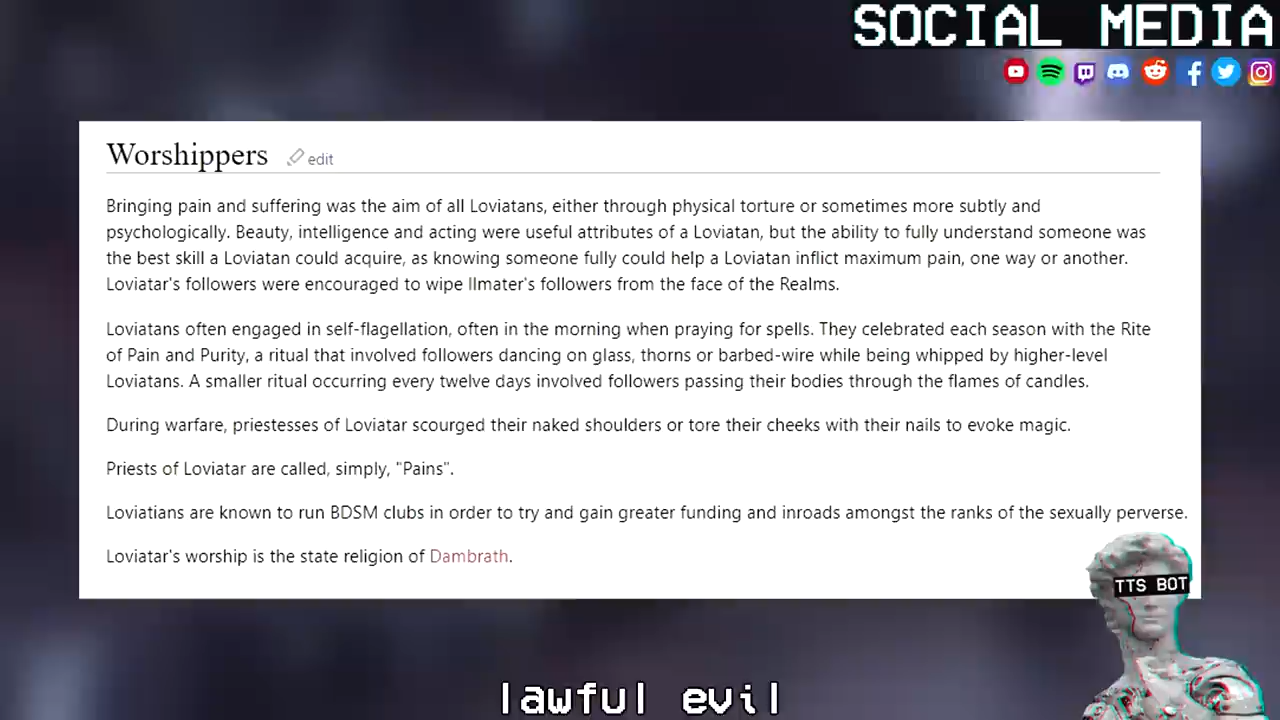 SOCIAL MEDIA
Worshippers edit
Bringing pain and suffering was the aim of all Loviatans, either through physical torture or sometimes more subtly and
psychologically. Beauty, intelligence and acting were useful attributes of a Loviatan, but the ability to fully understand someone was
the best skill a Loviatan could acquire, as knowing someone fully could help a Loviatan inflict maximum pain, one way or another.
Loviatar's followers were encouraged to wipe Ilmater's followers from the face of the Realms.
Loviatans often engaged in self-flagellation, often in the morning when praying for spells. They celebrated each season with the Rite
of Pain and Purity, a ritual that involved followers dancing on glass, thorns or barbed-wire while being whipped by higher-level
Loviatans. A smaller ritual occurring every twelve days involved followers passing their bodies through the flames of candles.
During warfare, priestesses of Loviatar scourged their naked shoulders or tore their cheeks with their nails to evoke magic.
Priests of Loviatar are called, simply, "Pains".
Loviatians are known to run BDSM clubs in order to try and gain greater funding and inroads amongst the ranks of the sexually perverse.
Loviatar's worship is the state religion of Dambrath.
TTS BOT
lawful evil